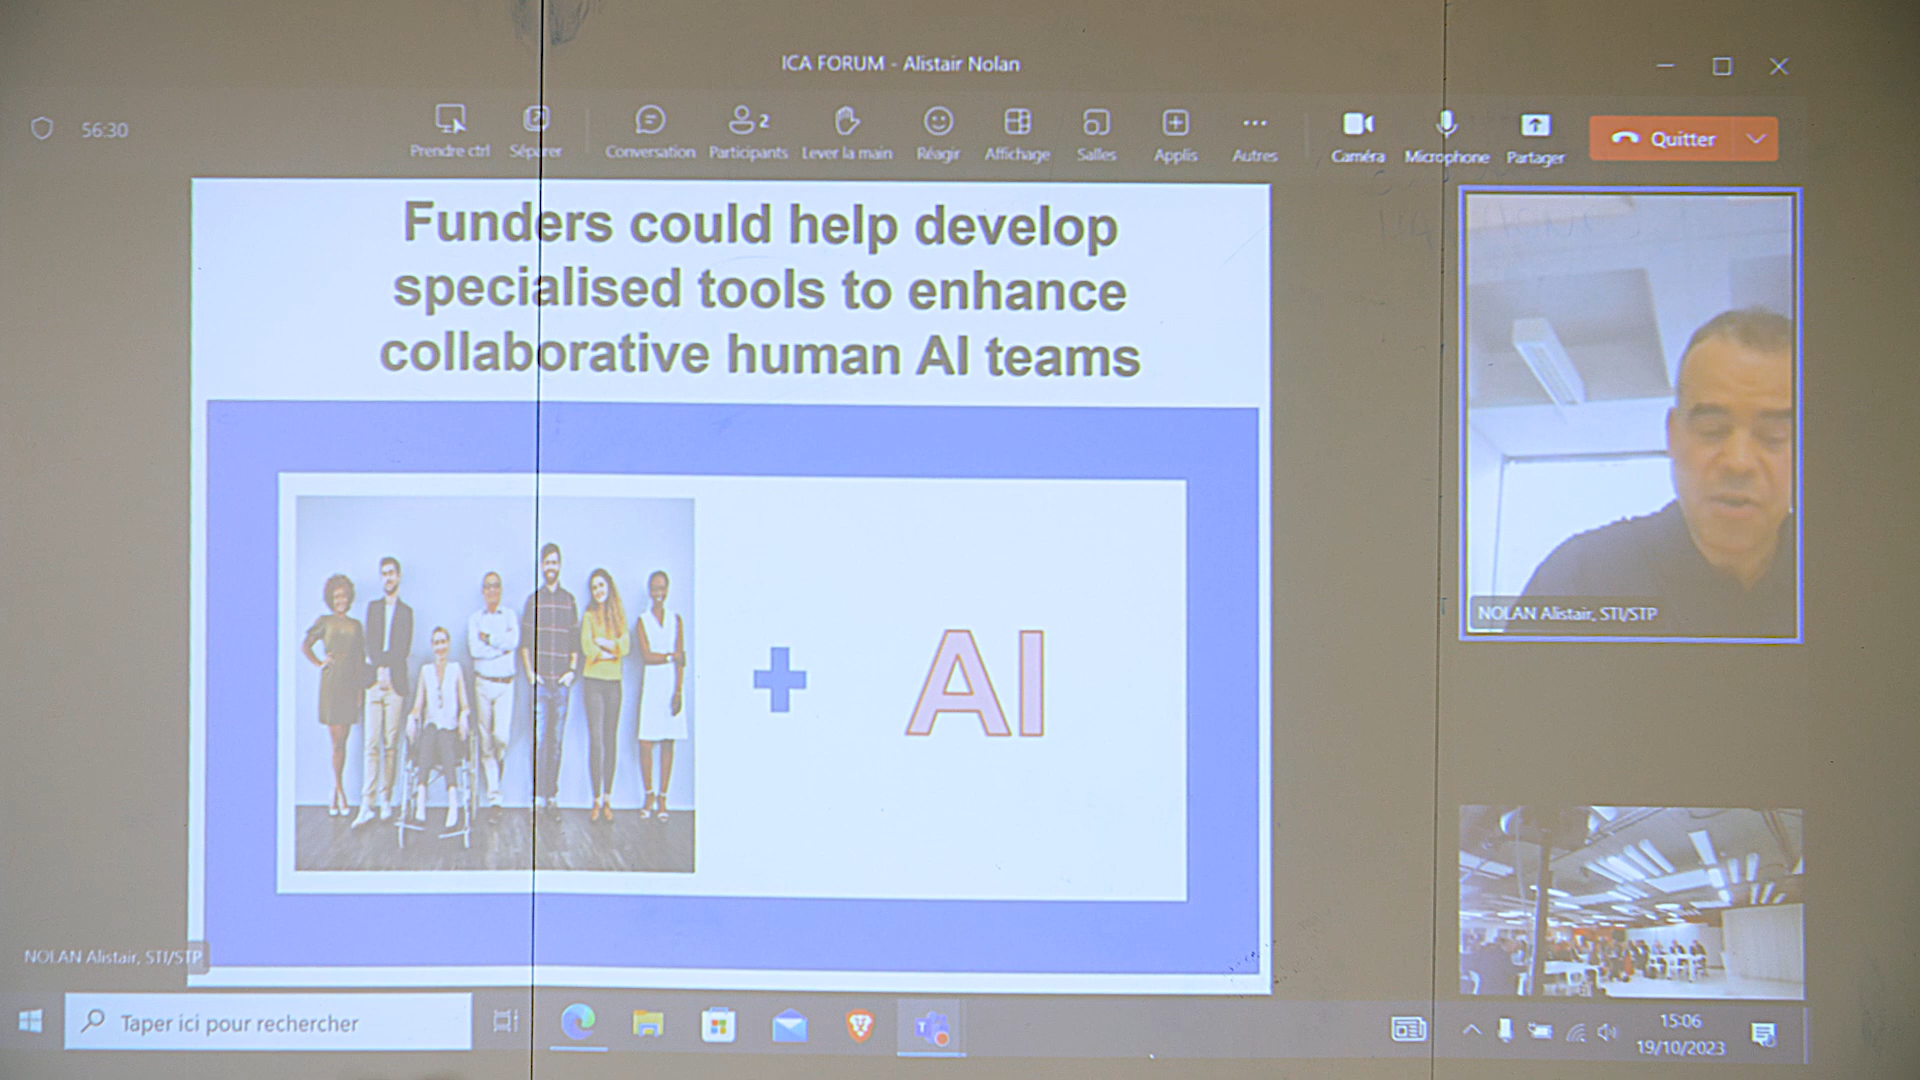 ICA FORUM - Alistair Nolan
56:30
Prendre ctrl
Séparer
Conversation
2
Participants
Lever la main
Réagir
Affichage
Salles
Applis
Autres
Caméra
Microphone
Partager
Quitter
Funders could help develop
specialised tools to enhance
collaborative human AI teams
+ AI
NOLAN Alistair, STI/STP
NOLAN Alistair, STI/STP
Taper ici pour rechercher
15:06
19/10/2023